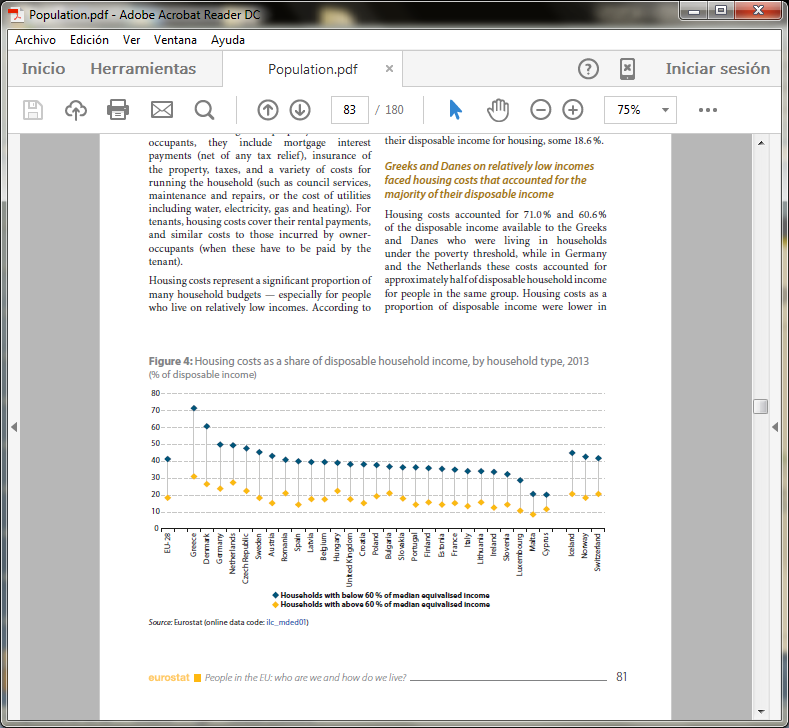 Population.pdf - Adobe Acrobat Reader DC
Archivo Edición Ver Ventana Ayuda
Inicio Herramientas Population.pdf × Iniciar sesión
83 / 180 75%
occupants, they include mortgage interest
payments (net of any tax relief), insurance of
the property, taxes, and a variety of costs for
running the household (such as council services,
maintenance and repairs, or the cost of utilities
including water, electricity, gas and heating). For
tenants, housing costs cover their rental payments,
and similar costs to those incurred by owner-
occupants (when these have to be paid by the
tenant).
Housing costs represent a significant proportion of
many household budgets — especially for people
who live on relatively low incomes. According to
their disposable income for housing, some 18.6 %.
Greeks and Danes on relatively low incomes
faced housing costs that accounted for the
majority of their disposable income
Housing costs accounted for 71.0 % and 60.6 %
of the disposable income available to the Greeks
and Danes who were living in households
under the poverty threshold, while in Germany
and the Netherlands these costs accounted for
approximately half of disposable household income
for people in the same group. Housing costs as a
proportion of disposable income were lower in
Figure 4: Housing costs as a share of disposable household income, by household type, 2013
(% of disposable income)
80
70
60
50
40
30
20
10
0
EU-28
Greece
Denmark
Germany
Netherlands
Czech Republic
Sweden
Austria
Romania
Spain
Latvia
Belgium
Hungary
United Kingdom
Croatia
Poland
Bulgaria
Slovakia
Portugal
Finland
Estonia
France
Italy
Lithuania
Ireland
Slovenia
Luxembourg
Malta
Cyprus
Iceland
Norway
Switzerland
Households with below 60 % of median equivalised income
Households with above 60 % of median equivalised income
Source: Eurostat (online data code: ilc_mded01)
eurostat People in the EU: who are we and how do we live? 81